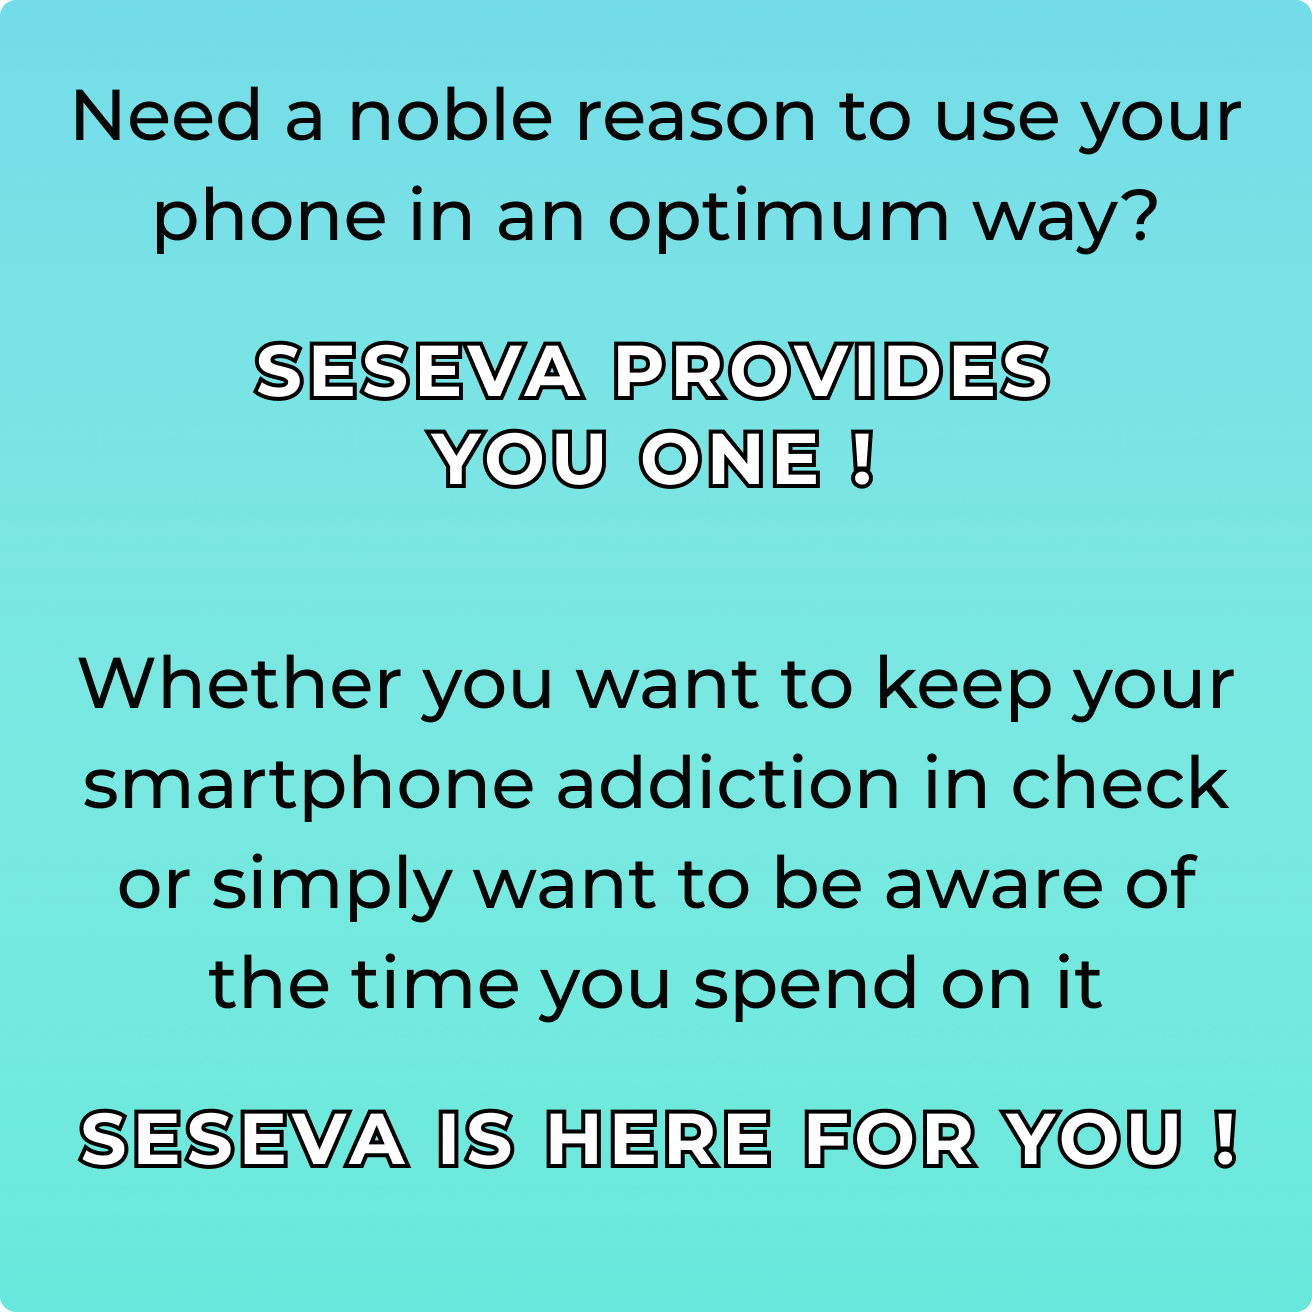 Need a noble reason to use your
phone in an optimum way?
SESEVA PROVIDES
YOU ONE !
Whether you want to keep your
smartphone addiction in check
or simply want to be aware of
the time you spend on it
SESEVA IS HERE FOR YOU !